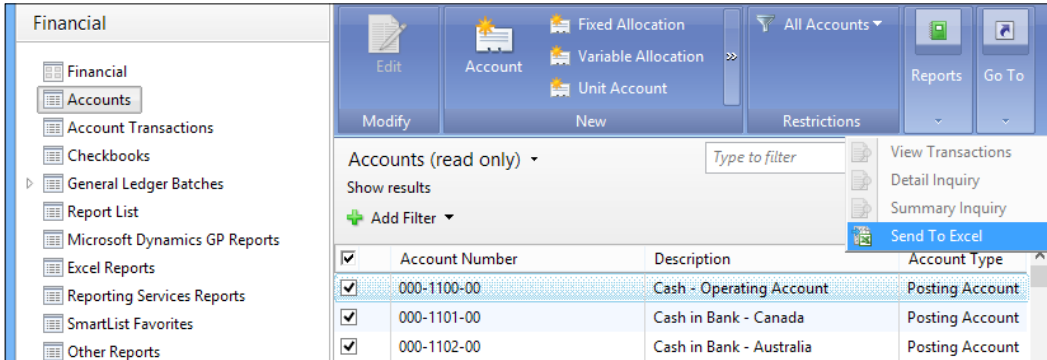 Financial
Financial
Accounts
Account Transactions
Checkbooks
General Ledger Batches
Report List
Microsoft Dynamics GP Reports
Excel Reports
Reporting Services Reports
SmartList Favorites
Other Reports
Edit
Modify
Account
Fixed Allocation
Variable Allocation
Unit Account
New
All Accounts
Restrictions
Reports
Go To
Accounts (read only)
Type to filter
Show results
Add Filter
View Transactions
Detail Inquiry
Summary Inquiry
Send To Excel
Account Number Description Account Type
000-1100-00 Cash - Operating Account Posting Account
000-1101-00 Cash in Bank - Canada Posting Account
000-1102-00 Cash in Bank - Australia Posting Account